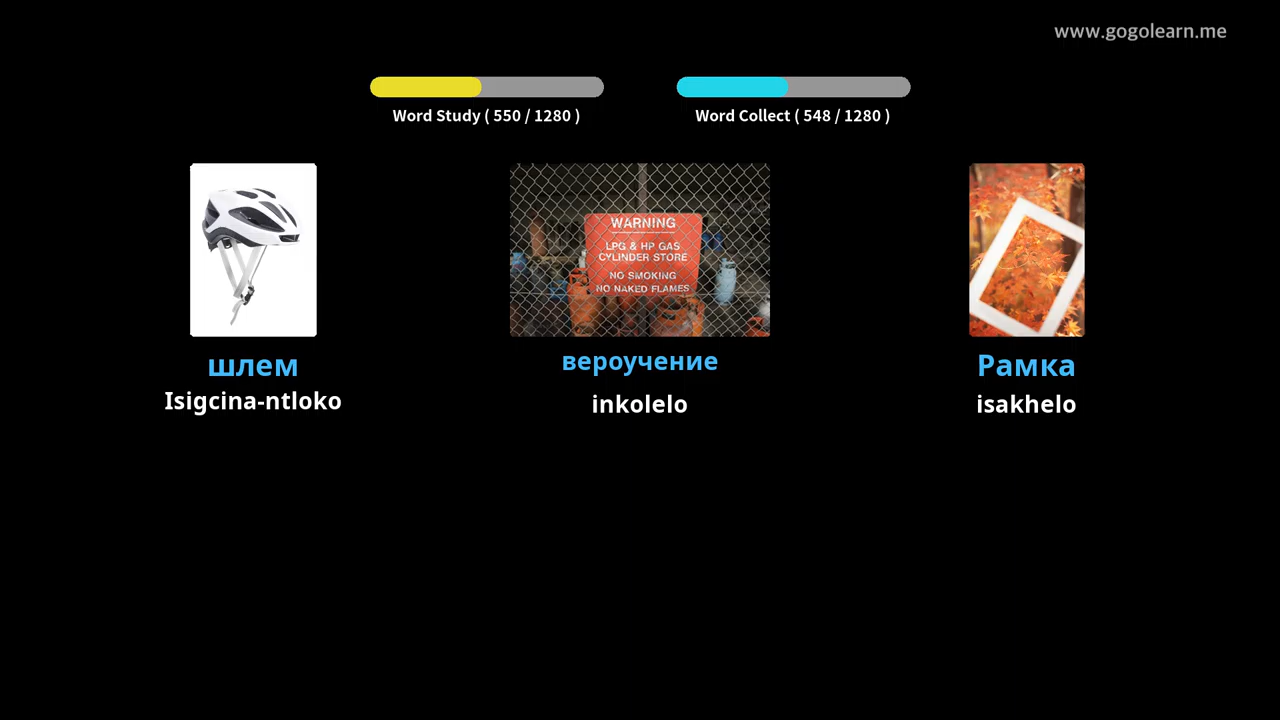 www.gogolearn.me
Word Study ( 550 / 1280 )
Word Collect ( 548 / 1280 )
WARNING
LPG & HP GAS
CYLINDER STORE
NO SMOKING
NO NAKED FLAMES
шлем
вероучение
Рамка
Isigcina-ntloko
inkolelo
isakhelo